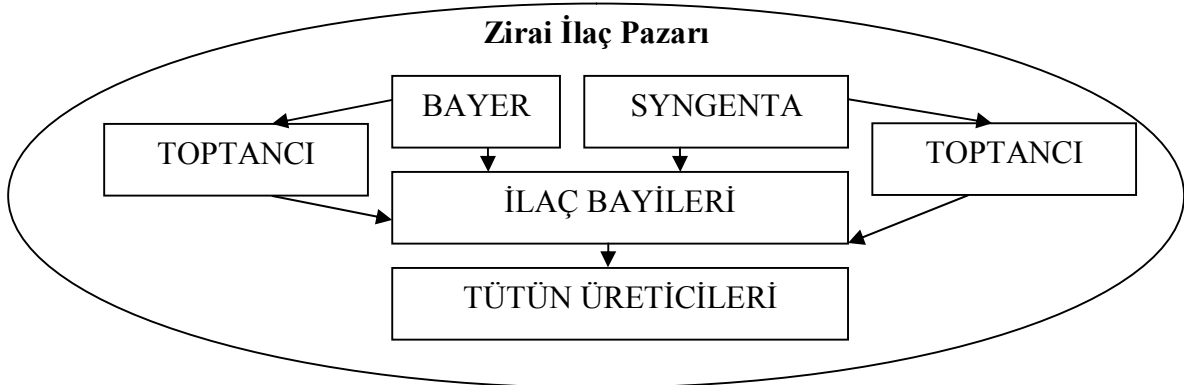 Zirai İlaç Pazarı
BAYER
SYNGENTA
TOPTANCI
TOPTANCI
İLAÇ BAYİLERİ
TÜTÜN ÜRETİCİLERİ